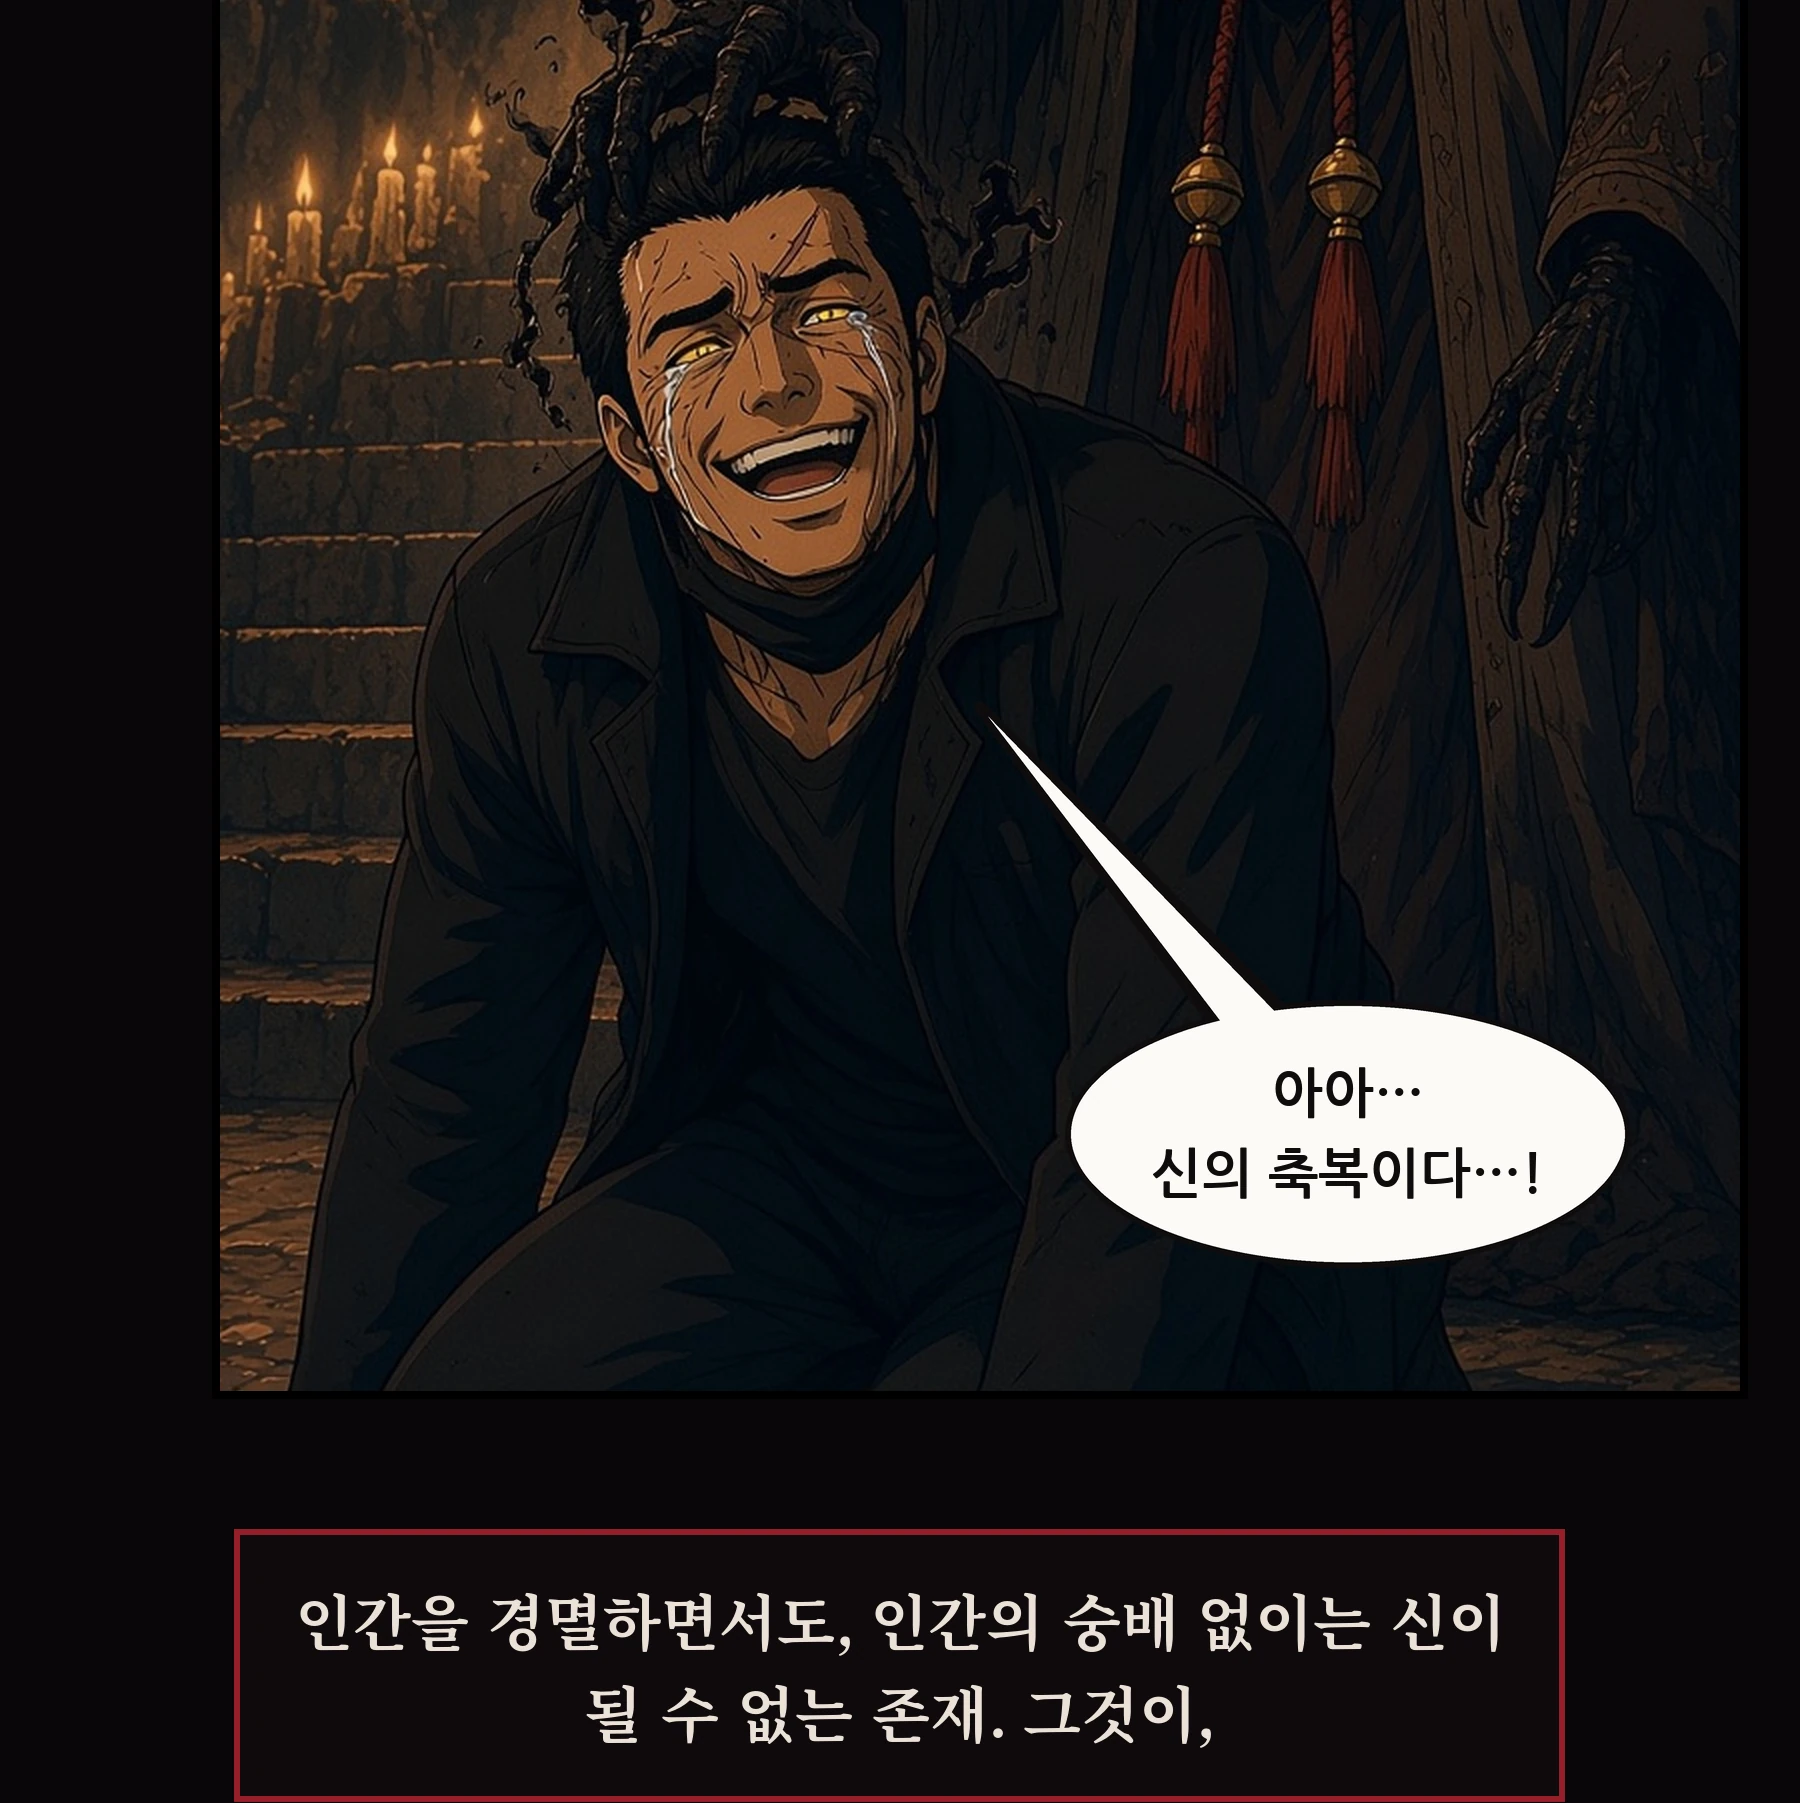 아아…
신의 축복이다…!
인간을 경멸하면서도, 인간의 숭배 없이는 신이
될 수 없는 존재. 그것이,